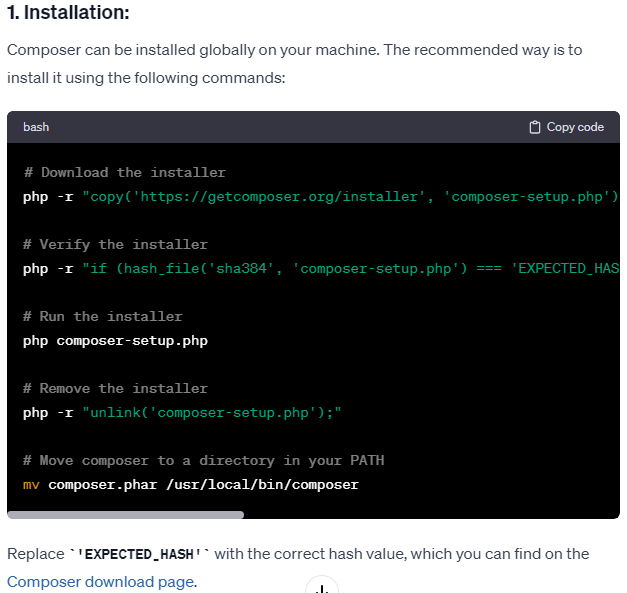 1. Installation:
Composer can be installed globally on your machine. The recommended way is to
install it using the following commands:
bash
Copy code
# Download the installer
php -r "copy('https://getcomposer.org/installer', 'composer-setup.php')
# Verify the installer
php -r "if (hash_file('sha384', 'composer-setup.php') === 'EXPECTED_HAS
# Run the installer
php composer-setup.php
# Remove the installer
php -r "unlink('composer-setup.php');"
# Move composer to a directory in your PATH
mv composer.phar /usr/local/bin/composer
Replace `'EXPECTED_HASH'` with the correct hash value, which you can find on the
Composer download page.